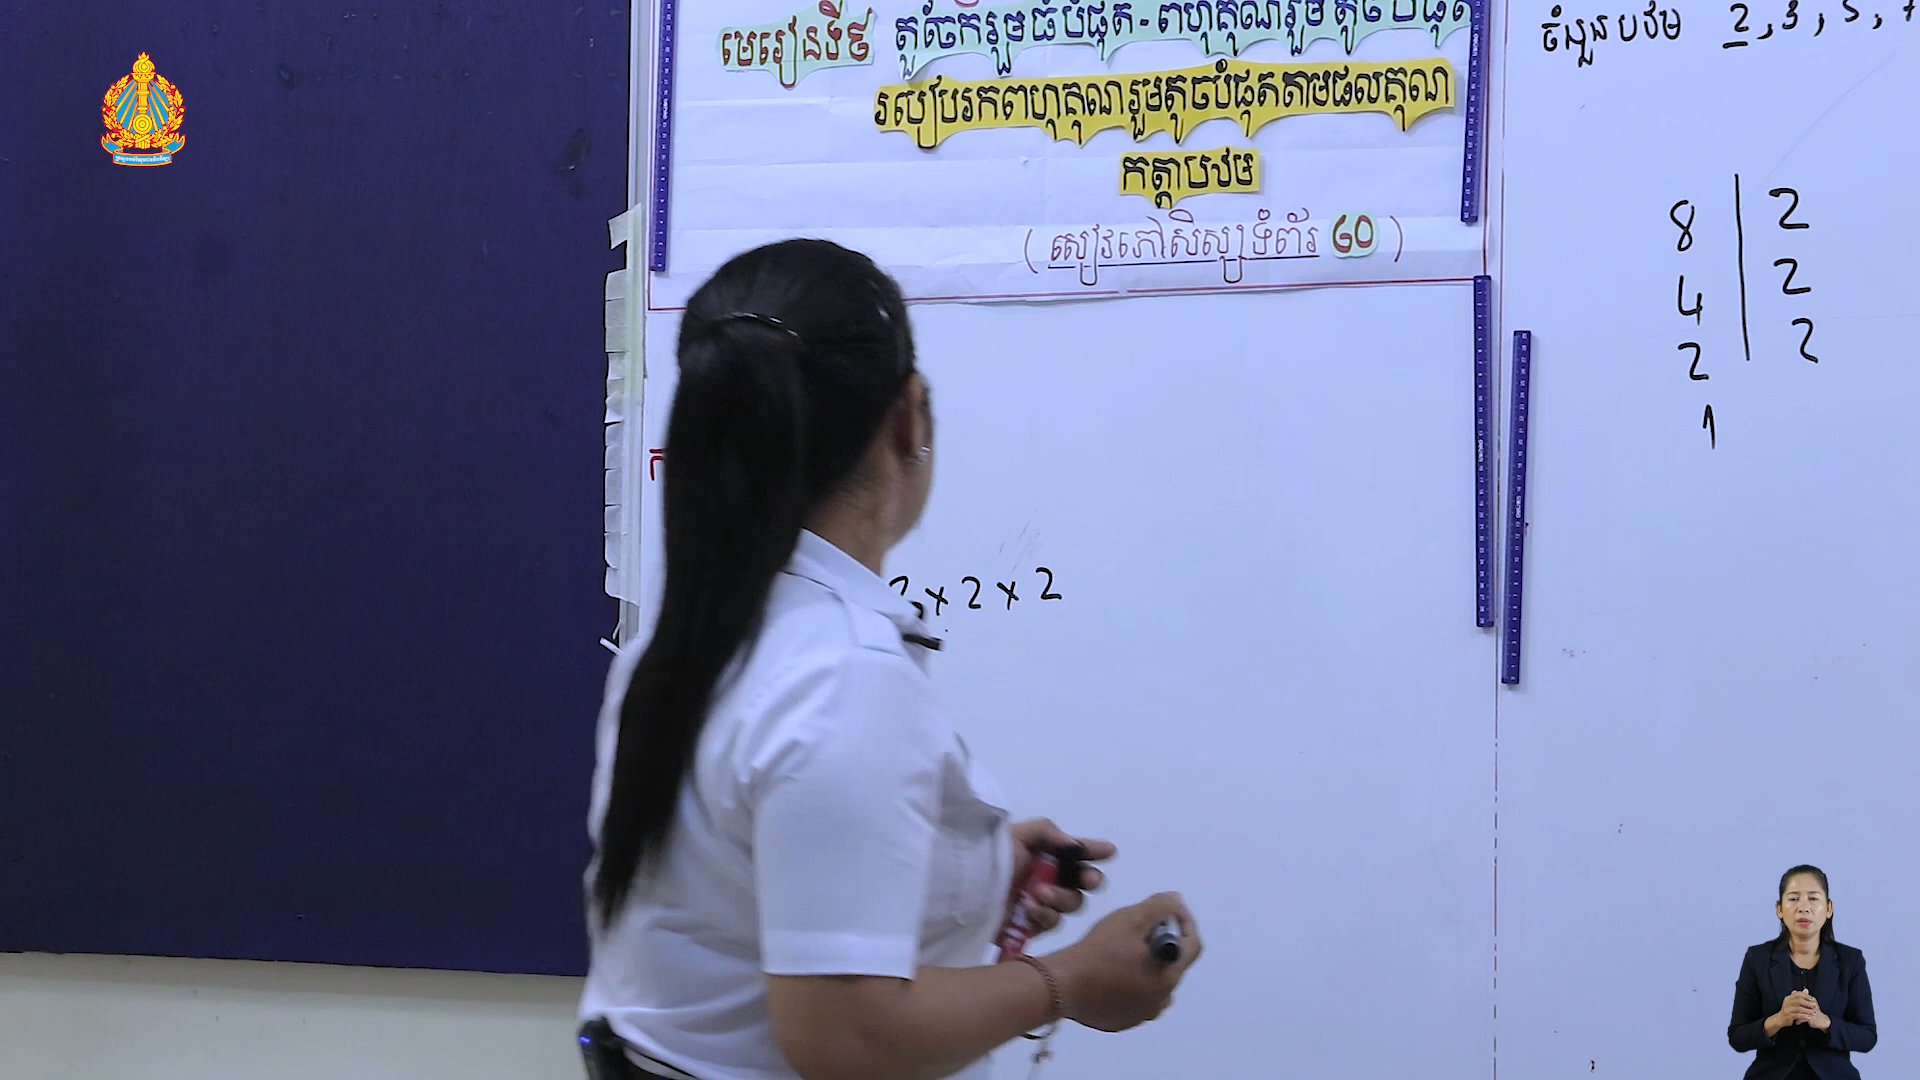 មេរៀនទី៩ តួចែករួមធំបំផុត - ពហុគុណរួមតូចបំផុត
របៀបរកពហុគុណរួមតូចបំផុតតាមផលគុណ
កត្តាបឋម
( សៀវភៅសិស្សទំព័រ ៦០ )
ចំនួនបឋម 2 , 3 , 5 , 7
8 2
4 2
2 2
1
2 x 2 x 2